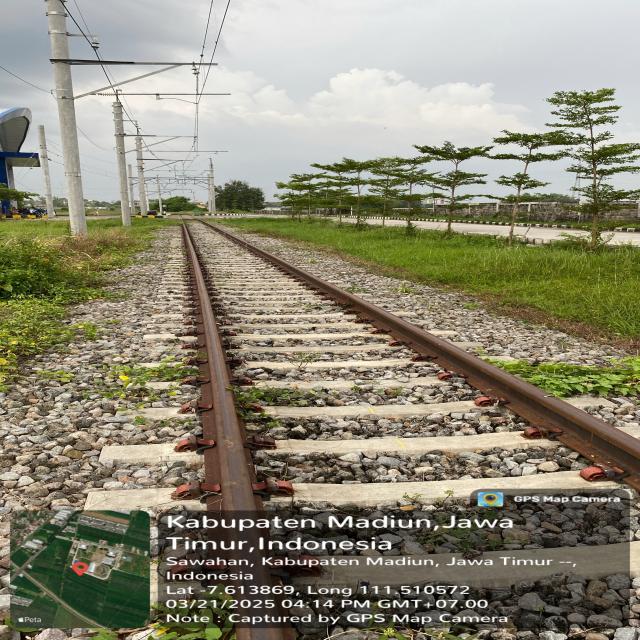 GPS Map Camera
Kabupaten Madiun,Jawa
Timur,Indonesia
Sawahan, Kabupaten Madiun, Jawa Timur --,
Indonesia
Lat -7.613869, Long 111.510572
03/21/2025 04:14 PM GMT+07.00
Note : Captured by GPS Map Camera
Peta